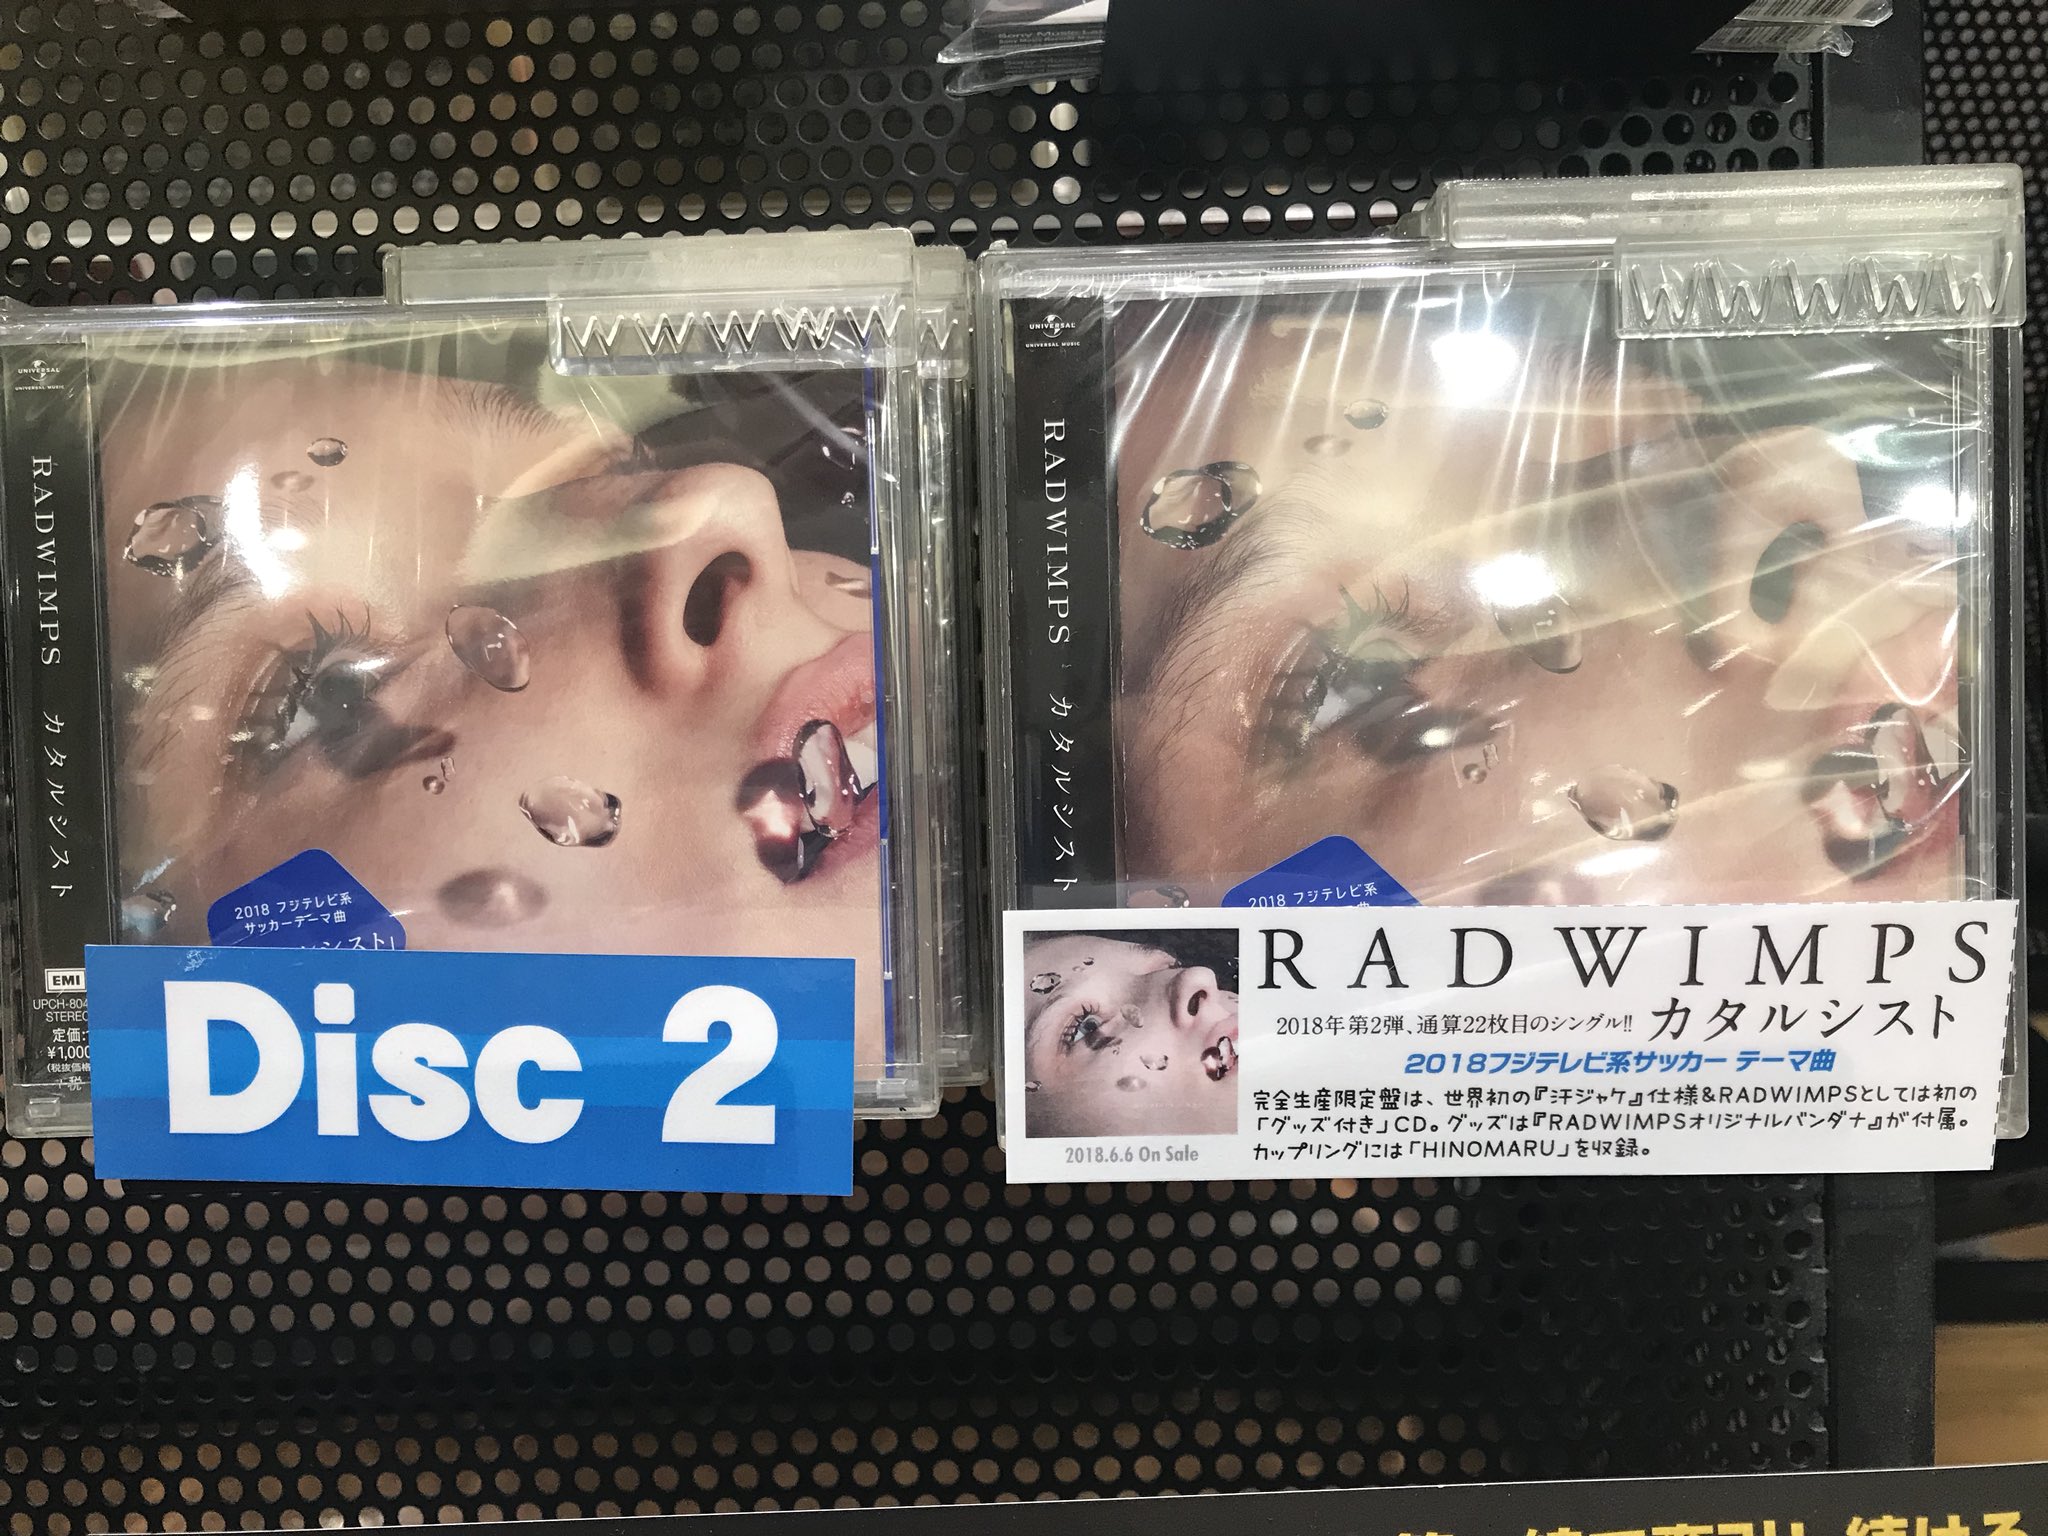 Sony Music
UNIVERSAL
UNIVERSAL MUSIC
RADWIMPS カタルシスト
2018 フジテレビ系
サッカーテーマ曲
EMI
STEREO
定価:
¥1,000
(税抜価格
+税
Disc 2
UNIVERSAL
UNIVERSAL MUSIC
RADWIMPS カタルシスト
2018 フジテレビ系
RADWIMPS
2018年第2弾、通算22枚目のシングル!! カタルシスト
2018フジテレビ系サッカー テーマ曲
完全生産限定盤は、世界初の『汗ジャケ』仕様&RADWIMPSとしては初の
「グッズ付き」CD。グッズは『RADWIMPSオリジナルバンダナ』が付属。
カップリングには「HINOMARU」を収録。
2018.6.6 On Sale